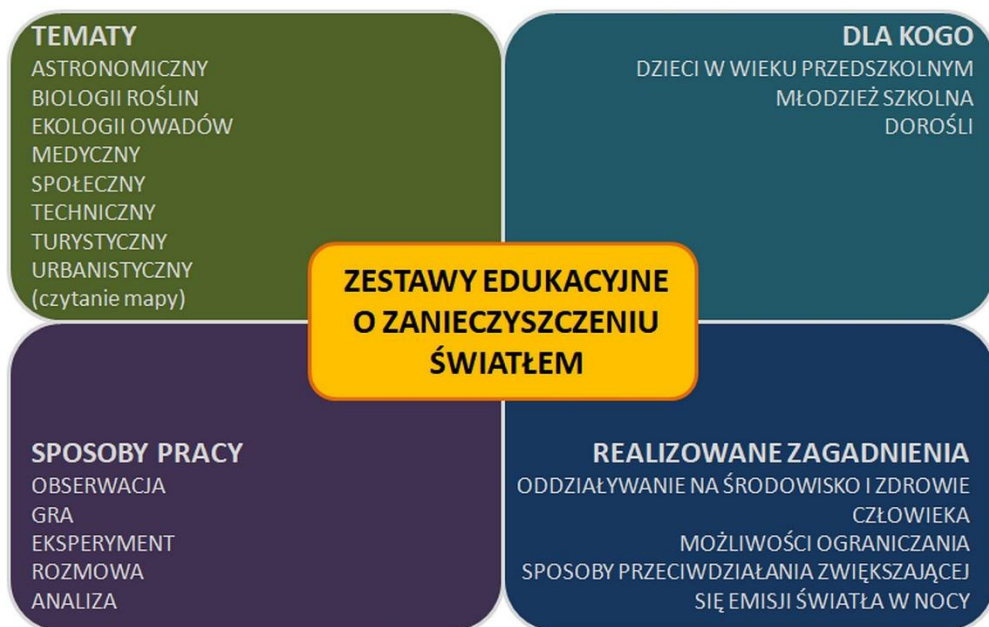 TEMATY
ASTRONOMICZNY
BIOLOGII ROŚLIN
EKOLOGII OWADÓW
MEDYCZNY
SPOŁECZNY
TECHNICZNY
TURYSTYCZNY
URBANISTYCZNY
(czytanie mapy)
DLA KOGO
DZIECI W WIEKU PRZEDSZKOLNYM
MŁODZIEŻ SZKOLNA
DOROŚLI
ZESTAWY EDUKACYJNE
O ZANIECZYSZCZENIU
ŚWIATŁEM
SPOSOBY PRACY
OBSERWACJA
GRA
EKSPERYMENT
ROZMOWA
ANALIZA
REALIZOWANE ZAGADNIENIA
ODDZIAŁYWANIE NA ŚRODOWISKO I ZDROWIE
CZŁOWIEKA
MOŻLIWOŚCI OGRANICZANIA
SPOSOBY PRZECIWDZIAŁANIA ZWIĘKSZAJĄCEJ
SIĘ EMISJI ŚWIATŁA W NOCY